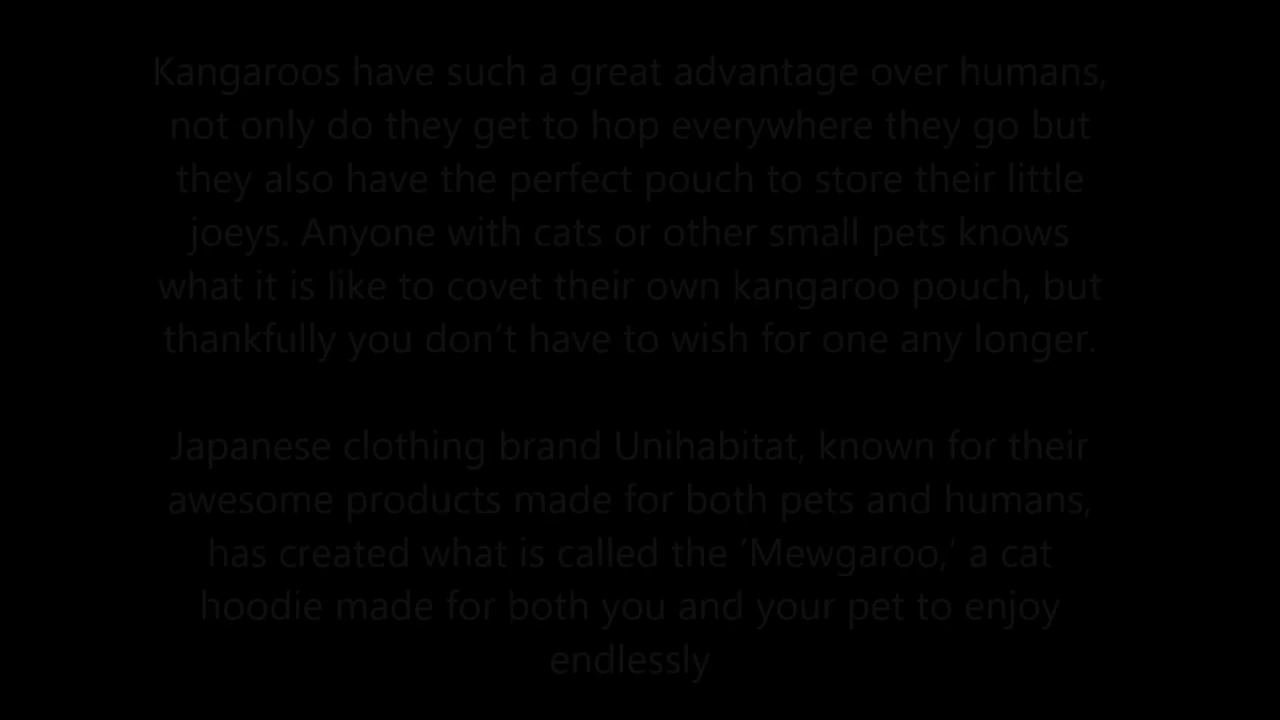 Kangaroos have such a great advantage over humans,
not only do they get to hop everywhere they go but
they also have the perfect pouch to store their little
joeys. Anyone with cats or other small pets knows
what it is like to covet their own kangaroo pouch, but
thankfully you don’t have to wish for one any longer.
Japanese clothing brand Unihabitat, known for their
awesome products made for both pets and humans,
has created what is called the ‘Mewgaroo,’ a cat
hoodie made for both you and your pet to enjoy
endlessly